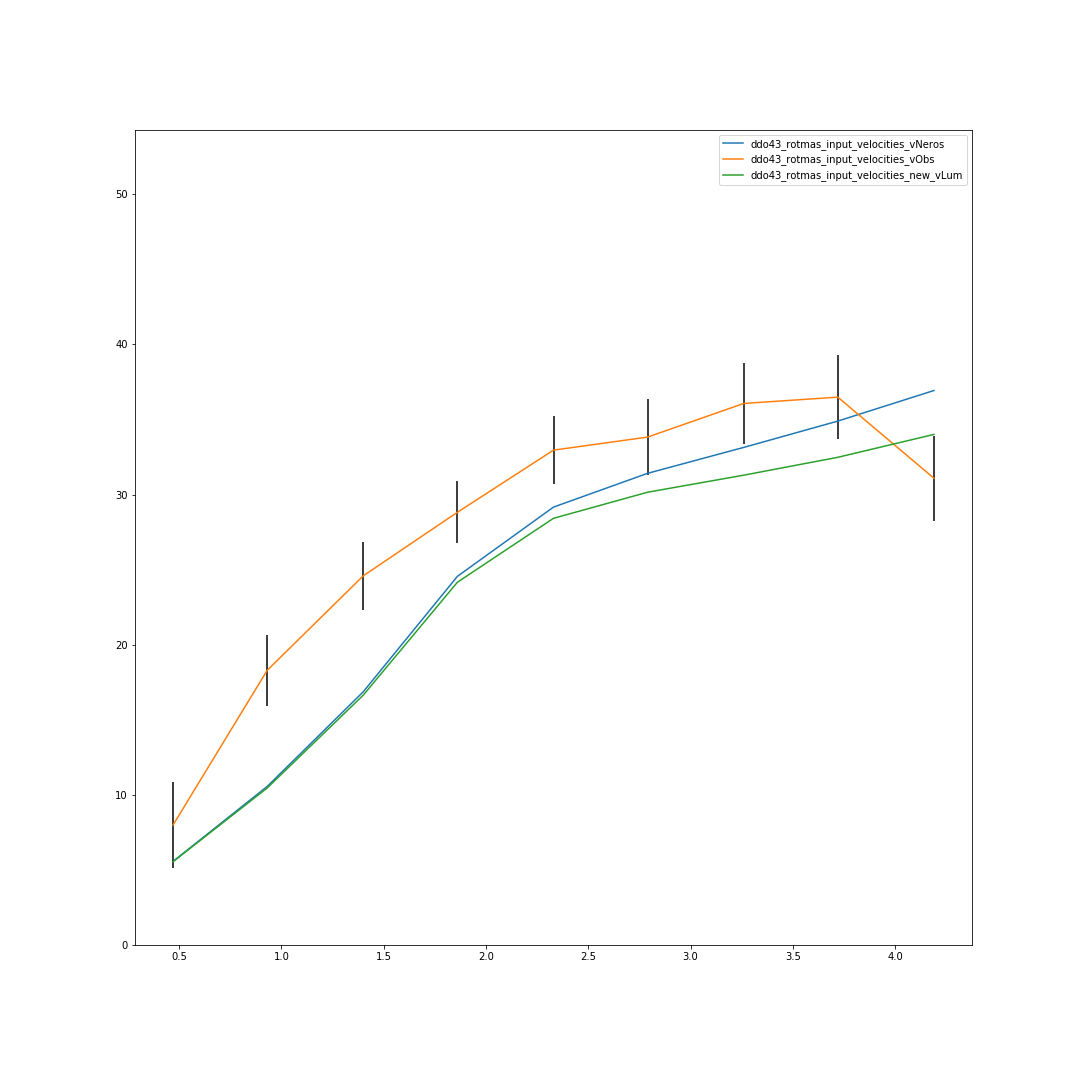 ddo43_rotmas_input_velocities_vNeros
ddo43_rotmas_input_velocities_vObs
ddo43_rotmas_input_velocities_new_vLum
50
40
30
20
10
0
0.5 1.0 1.5 2.0 2.5 3.0 3.5 4.0